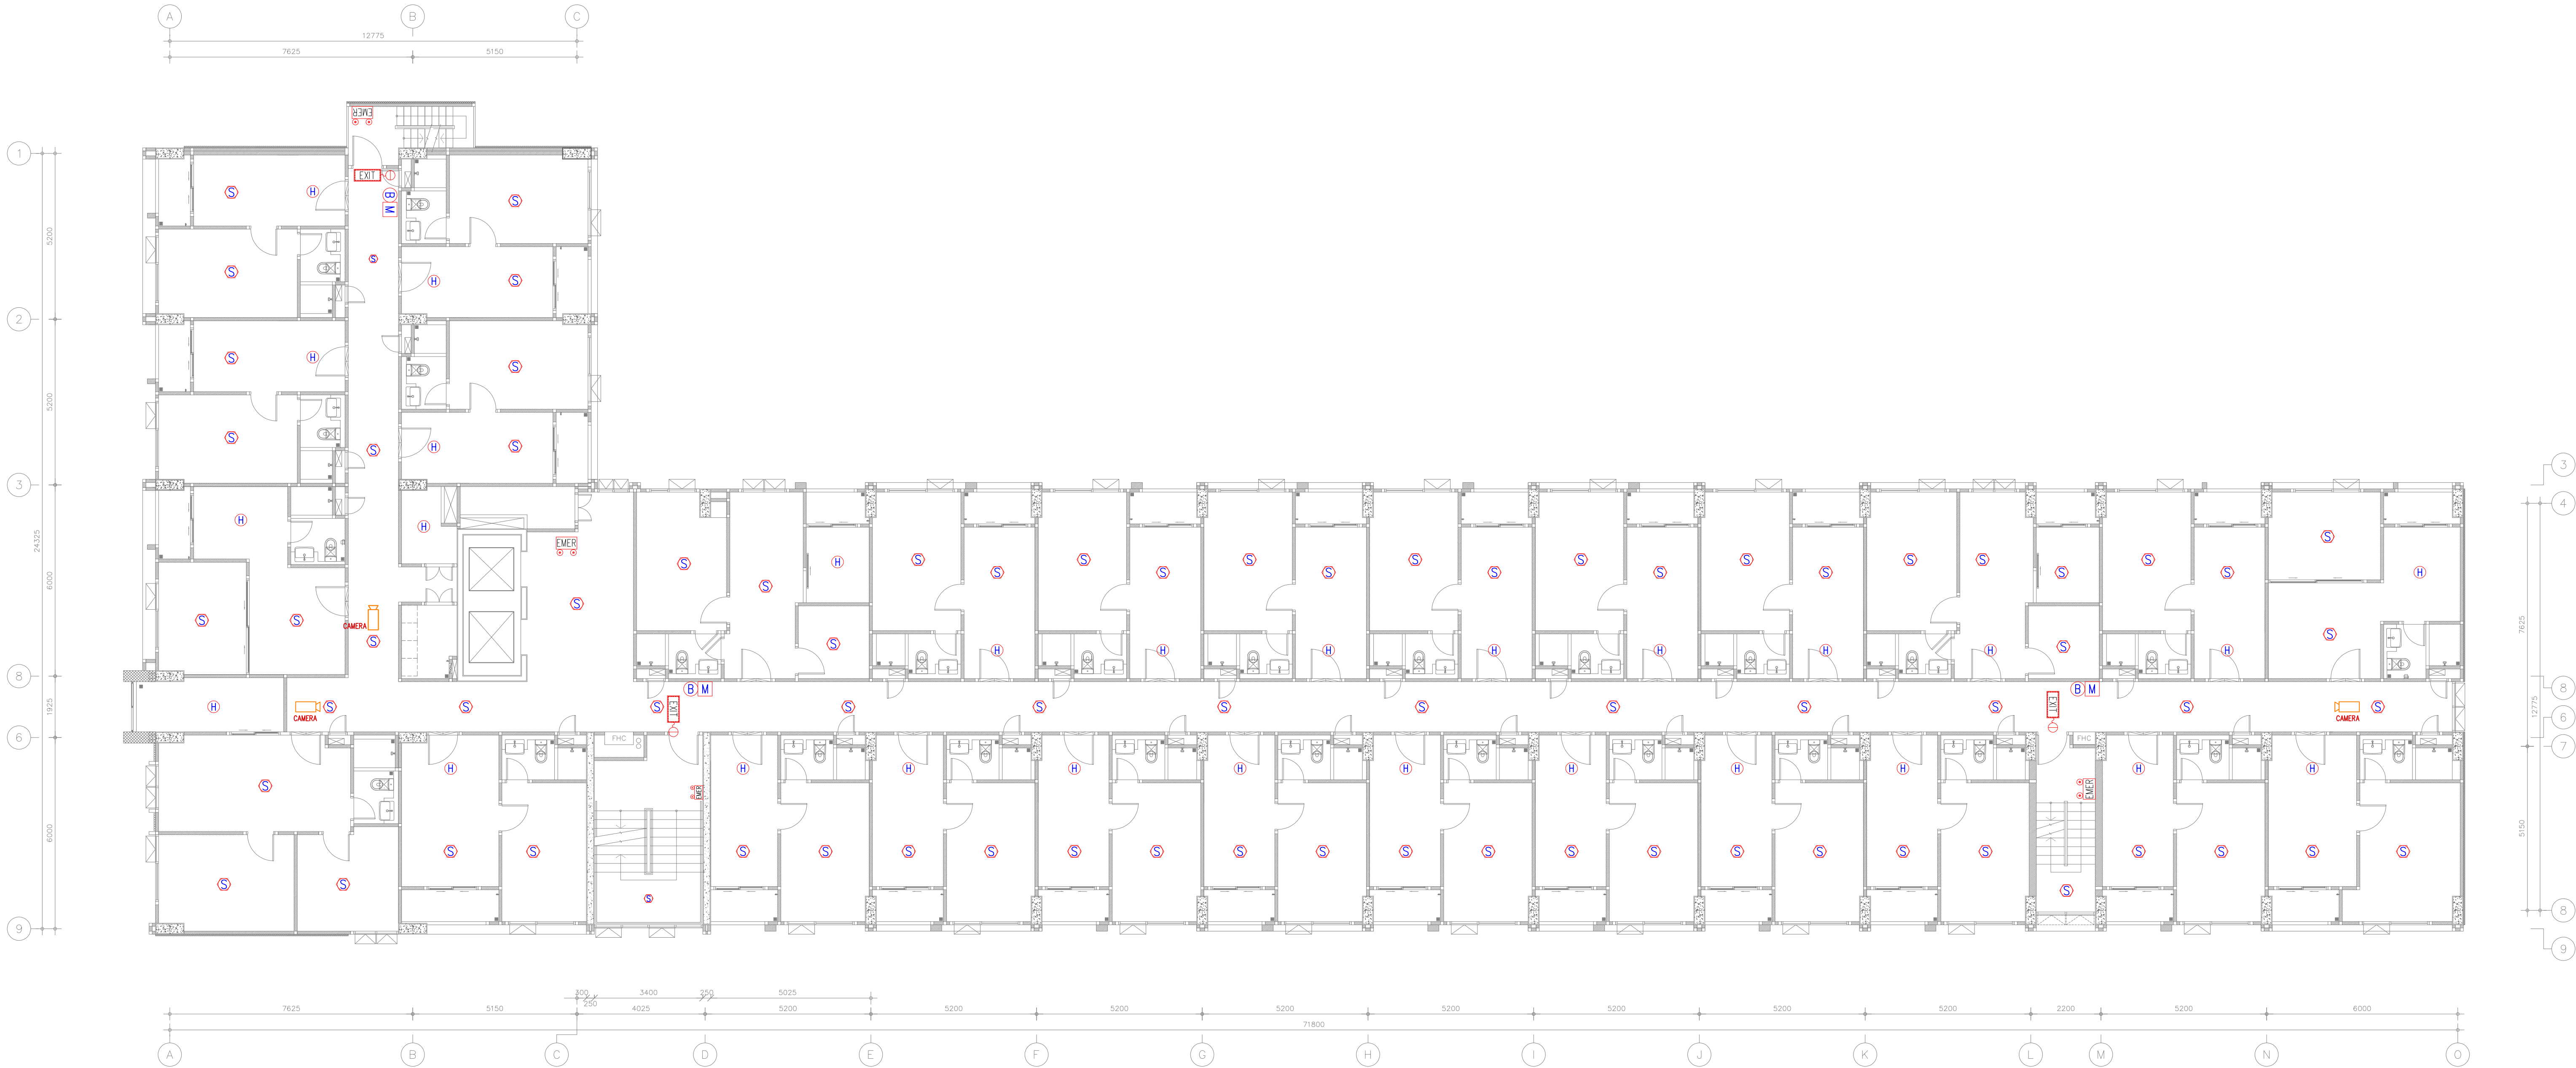 A B C
12775
7625 5150
EMER
1
EXIT
S H S
B
M
5200
S
S
S H S
2
S H S
5200
S
S S
H S
3 3
4
H H EMER
S S S S S S S S S S S S S
S S S S S S H
24325
6000
H S S S S S S
S S S
CAMERA
S
S S
S
7625
H H H H H H H H
8 8
B M B M
1925
H S S S EXIT S S S S S S S EXIT S CAMERA S
CAMERA
12775
6
6 FHC FHC
7
H H H H H H H H H H H
S EMER EMER
6000
5150
S S S S S S S S S S S S S S S S S S S S S S
S S S S
8
9 9
300 3400 250 5025
250
7625 5150 4025 5200 5200 5200 5200 5200 5200 5200 5200 2200 5200 6000
71800
A B C D E F G H I J K L M N O